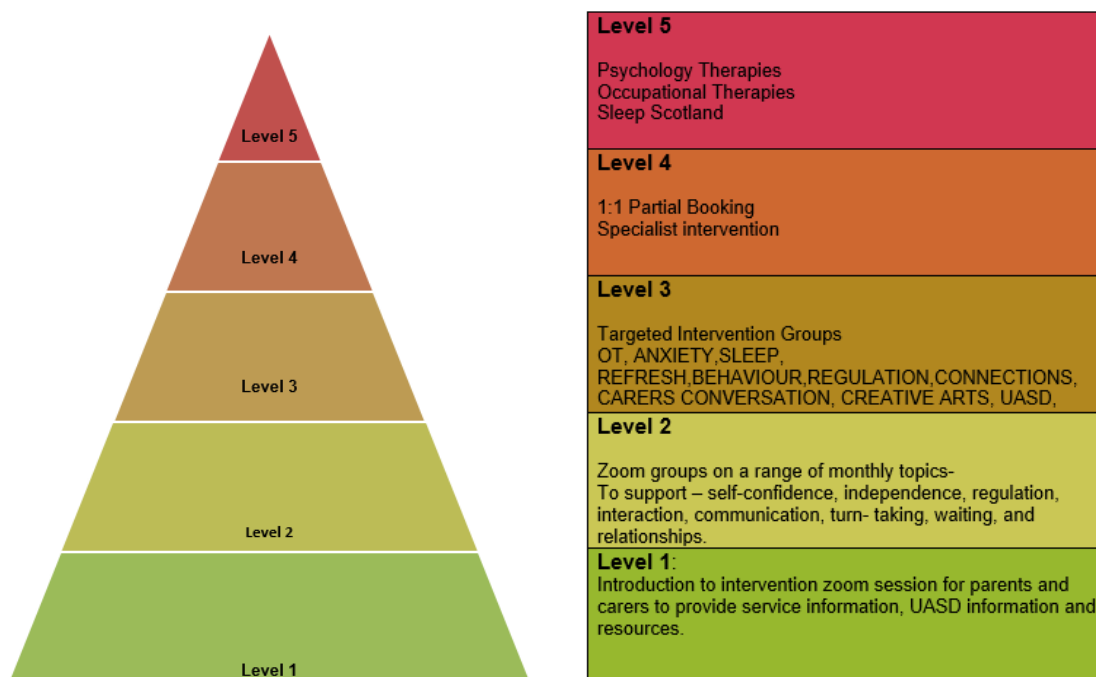 Level 5
Level 4
Level 3
Level 2
Level 1
Level 5
Psychology Therapies
Occupational Therapies
Sleep Scotland
Level 4
1:1 Partial Booking
Specialist intervention
Level 3
Targeted Intervention Groups
OT, ANXIETY,SLEEP,
REFRESH,BEHAVIOUR,REGULATION,CONNECTIONS,
CARERS CONVERSATION, CREATIVE ARTS, UASD,
Level 2
Zoom groups on a range of monthly topics-
To support – self-confidence, independence, regulation,
interaction, communication, turn- taking, waiting, and
relationships.
Level 1:
Introduction to intervention zoom session for parents and
carers to provide service information, UASD information and
resources.